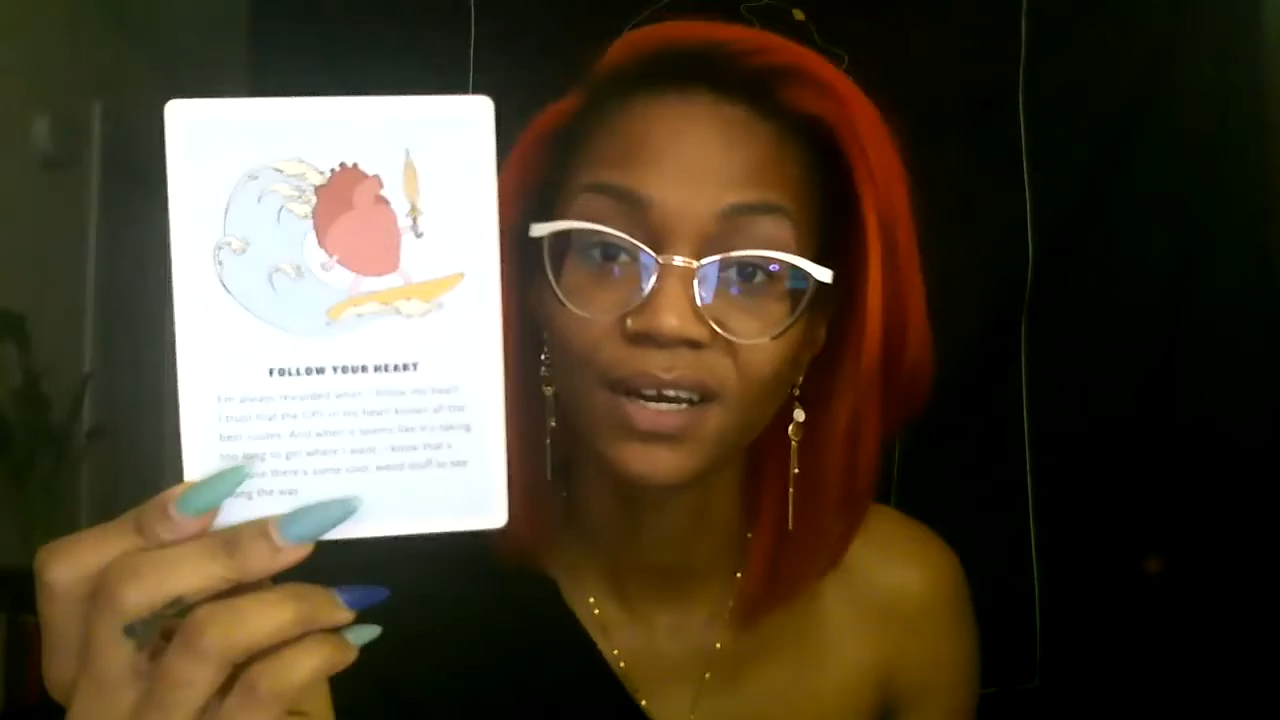 FOLLOW YOUR HEART
I'm always rewarded when I follow my heart.
I trust that the GPS in my heart knows all the
best routes. And when it seems like it's taking
too long to get where I want, I know that's
there's some cool, weird stuff to see
along the way.